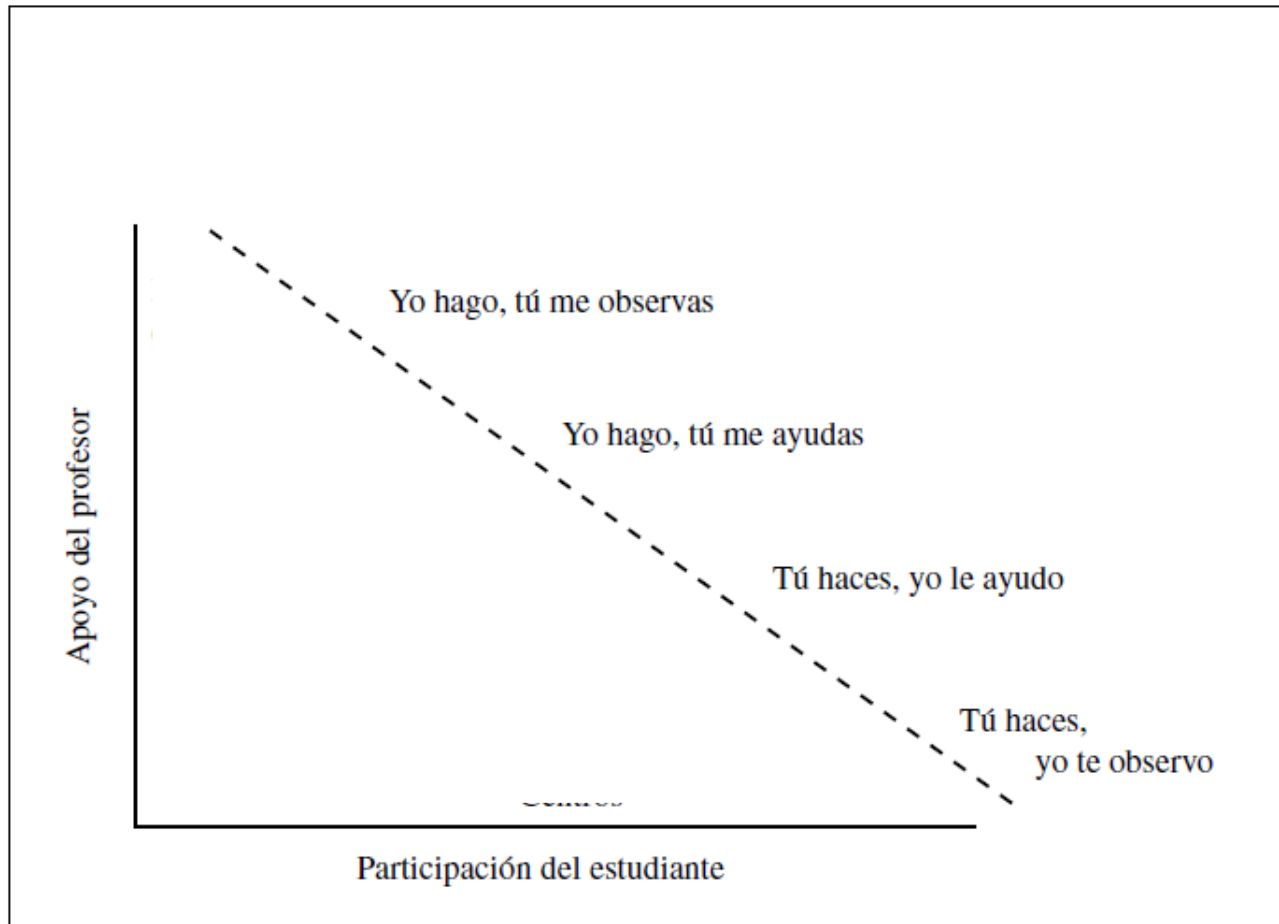 Yo hago, tú me observas
Yo hago, tú me ayudas
Apoyo del profesor
Tú haces, yo le ayudo
Tú haces,
yo te observo
Participación del estudiante